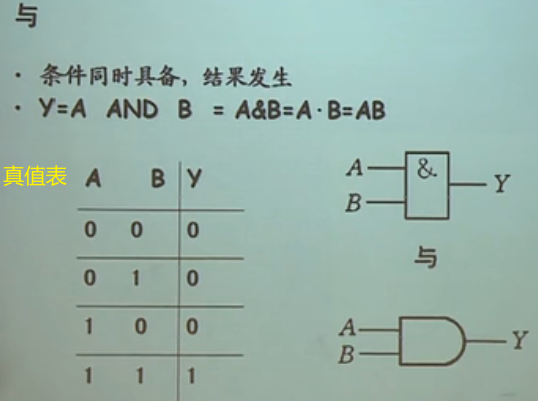 与
• 条件同时具备，结果发生
• Y=A AND B = A&B=A·B=AB
真值表 A B Y
0 0 0
0 1 0
1 0 0
1 1 1
A & Y
B
与
A Y
B